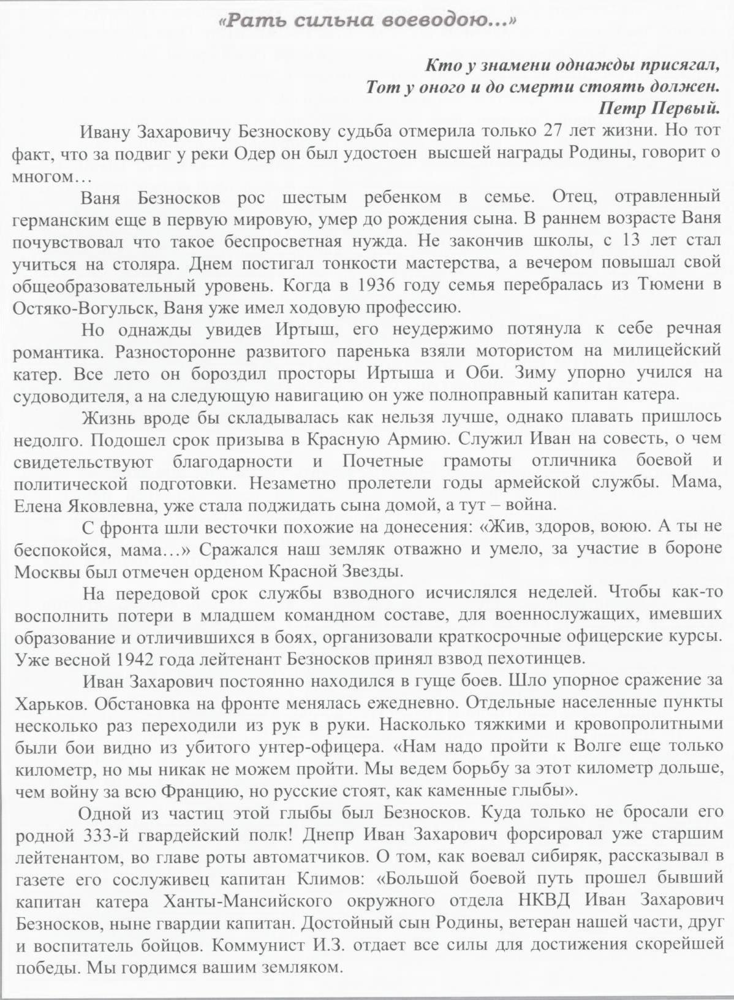 «Рать сильна воеводою...»
Кто у знамени однажды присягал,
Тот у оного и до смерти стоять должен.
Петр Первый.
Ивану Захаровичу Безноскову судьба отмерила только 27 лет жизни. Но тот
факт, что за подвиг у реки Одер он был удостоен высшей награды Родины, говорит о
многом…
Ваня Безносков рос шестым ребенком в семье. Отец, отравленный
германским еще в первую мировую, умер до рождения сына. В раннем возрасте Ваня
почувствовал что такое беспросветная нужда. Не закончив школы, с 13 лет стал
учиться на столяра. Днем постигал тонкости мастерства, а вечером повышал свой
общеобразовательный уровень. Когда в 1936 году семья перебралась из Тюмени в
Остяко-Вогульск, Ваня уже имел ходовую профессию.
Но однажды увидев Иртыш, его неудержимо потянула к себе речная
романтика. Разносторонне развитого паренька взяли мотористом на милицейский
катер. Все лето он бороздил просторы Иртыша и Оби. Зиму упорно учился на
судоводителя, а на следующую навигацию он уже полноправный капитан катера.
Жизнь вроде бы складывалась как нельзя лучше, однако плавать пришлось
недолго. Подошел срок призыва в Красную Армию. Служил Иван на совесть, о чем
свидетельствуют благодарности и Почетные грамоты отличника боевой и
политической подготовки. Незаметно пролетели годы армейской службы. Мама,
Елена Яковлевна, уже стала поджидать сына домой, а тут – война.
С фронта шли весточки похожие на донесения: «Жив, здоров, воюю. А ты не
беспокойся, мама…» Сражался наш земляк отважно и умело, за участие в бороне
Москвы был отмечен орденом Красной Звезды.
На передовой срок службы взводного исчислялся неделей. Чтобы как-то
восполнить потери в младшем командном составе, для военнослужащих, имевших
образование и отличившихся в боях, организовали краткосрочные офицерские курсы.
Уже весной 1942 года лейтенант Безносков принял взвод пехотинцев.
Иван Захарович постоянно находился в гуще боев. Шло упорное сражение за
Харьков. Обстановка на фронте менялась ежедневно. Отдельные населенные пункты
несколько раз переходили из рук в руки. Насколько тяжкими и кровопролитными
были бои видно из убитого унтер-офицера. «Нам надо пройти к Волге еще только
километр, но мы никак не можем пройти. Мы ведем борьбу за этот километр дольше,
чем войну за всю Францию, но русские стоят, как каменные глыбы».
Одной из частиц этой глыбы был Безносков. Куда только не бросали его
родной 333-й гвардейский полк! Днепр Иван Захарович форсировал уже старшим
лейтенантом, во главе роты автоматчиков. О том, как воевал сибиряк, рассказывал в
газете его сослуживец капитан Климов: «Большой боевой путь прошел бывший
капитан катера Ханты-Мансийского окружного отдела НКВД Иван Захарович
Безносков, ныне гвардии капитан. Достойный сын Родины, ветеран нашей части, друг
и воспитатель бойцов. Коммунист И.З. отдает все силы для достижения скорейшей
победы. Мы гордимся вашим земляком.